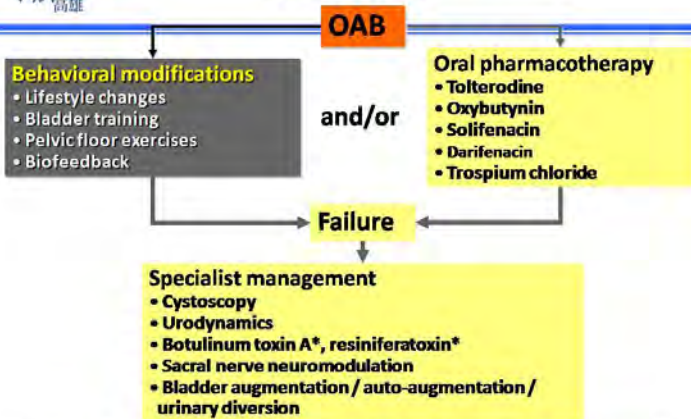 高雄
OAB
Behavioral modifications
• Lifestyle changes
• Bladder training
• Pelvic floor exercises
• Biofeedback
and/or
Oral pharmacotherapy
• Tolterodine
• Oxybutynin
• Solifenacin
• Darifenacin
• Trospium chloride
Failure
Specialist management
• Cystoscopy
• Urodynamics
• Botulinum toxin A*, resiniferatoxin*
• Sacral nerve neuromodulation
• Bladder augmentation / auto-augmentation /
urinary diversion